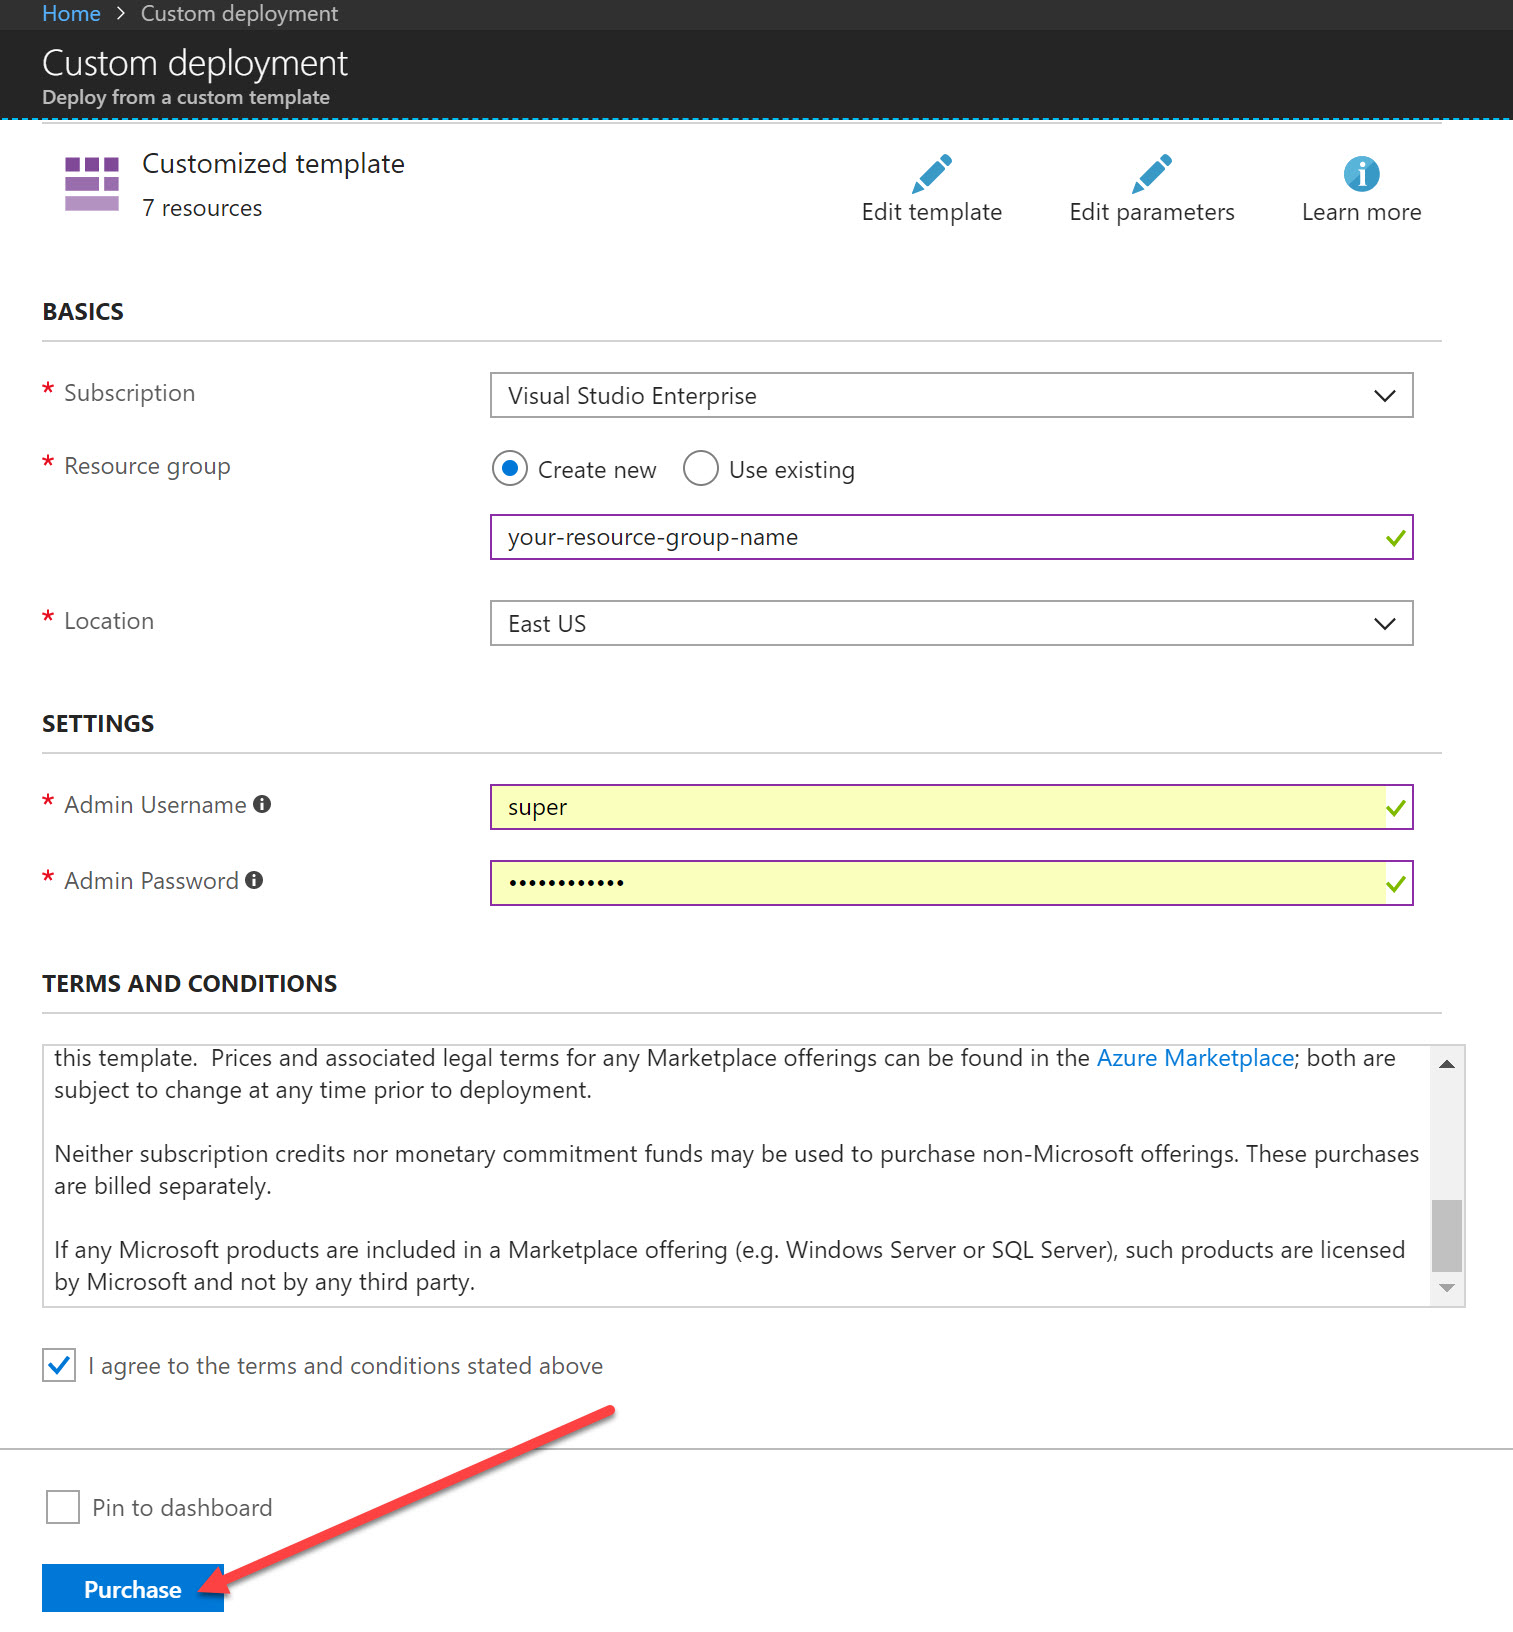 Home > Custom deployment
Custom deployment
Deploy from a custom template
Customized template
7 resources
Edit template
Edit parameters
Learn more
BASICS
* Subscription
Visual Studio Enterprise
* Resource group
Create new
Use existing
your-resource-group-name
* Location
East US
SETTINGS
* Admin Username
super
* Admin Password
••••••••••••
TERMS AND CONDITIONS
this template.  Prices and associated legal terms for any Marketplace offerings can be found in the Azure Marketplace; both are
subject to change at any time prior to deployment.
Neither subscription credits nor monetary commitment funds may be used to purchase non-Microsoft offerings. These purchases
are billed separately.
If any Microsoft products are included in a Marketplace offering (e.g. Windows Server or SQL Server), such products are licensed
by Microsoft and not by any third party.
I agree to the terms and conditions stated above
Pin to dashboard
Purchase